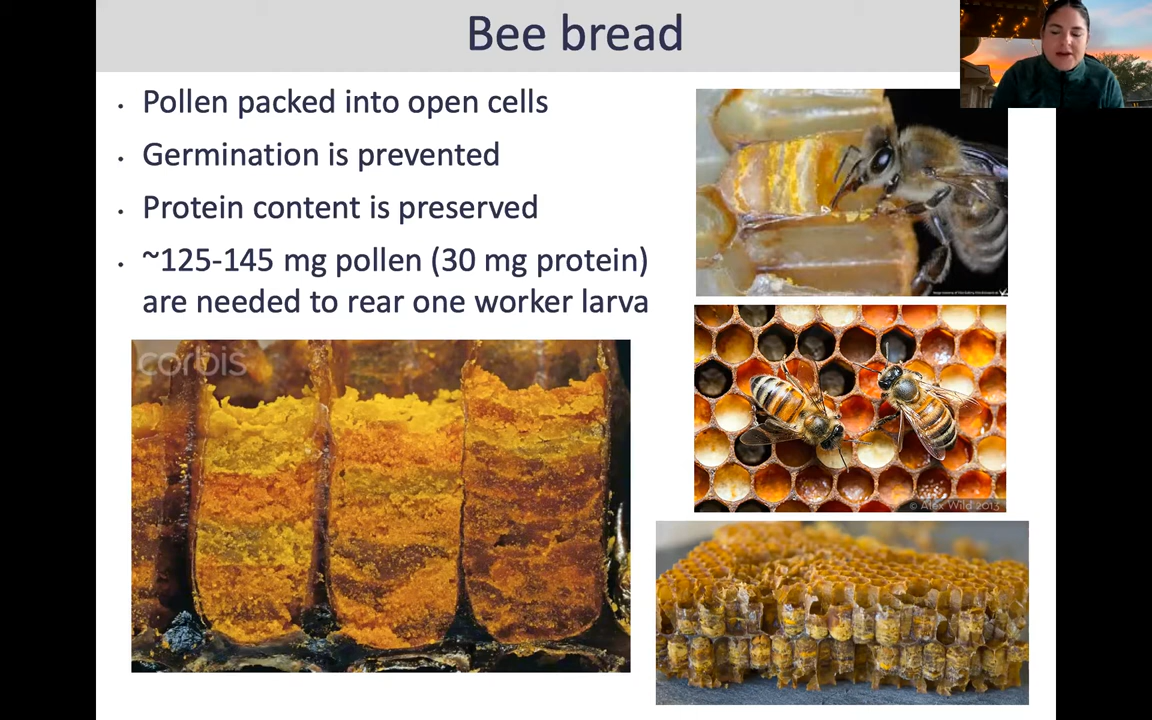 Bee bread
• Pollen packed into open cells
• Germination is prevented
• Protein content is preserved
• ~125-145 mg pollen (30 mg protein)
are needed to rear one worker larva
corbis
© Alex Wild 2013